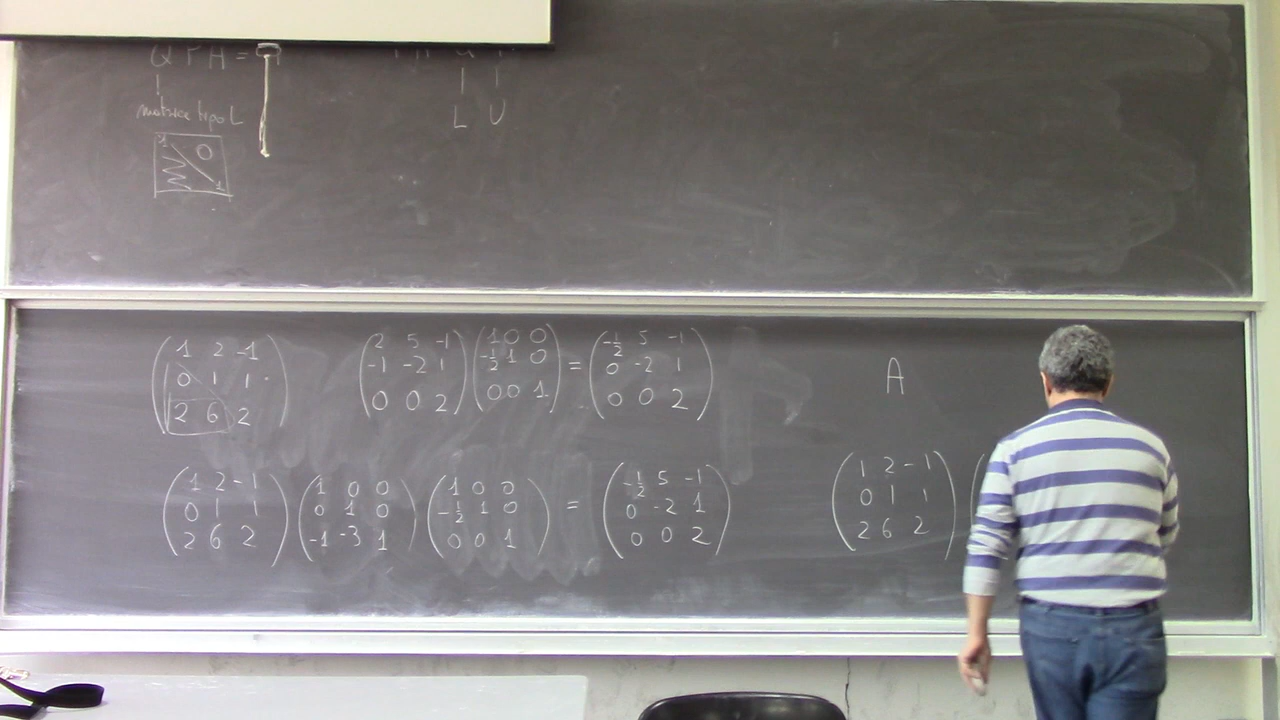 matrice tipo L
L U
( 1 2 -1 ) ( 2 5 -1 ) ( 1 0 0 ) = ( -1/2 5 -1 )
( 0 1 1 ) ( -1 -2 1 ) ( -1/2 1 0 ) ( 0 -2 1 )
( 2 6 2 ) ( 0 0 2 ) ( 0 0 1 ) ( 0 0 2 )
A
( 1 2 -1 ) ( 1 0 0 ) ( 1 0 0 ) = ( -1/2 5 -1 )
( 0 1 1 ) ( 0 1 0 ) ( -1/2 1 0 ) ( 0 -2 1 )
( 2 6 2 ) ( -1 -3 1 ) ( 0 0 1 ) ( 0 0 2 )
( 1 2 -1 ) (
( 0 1 1 )
( 2 6 2 )